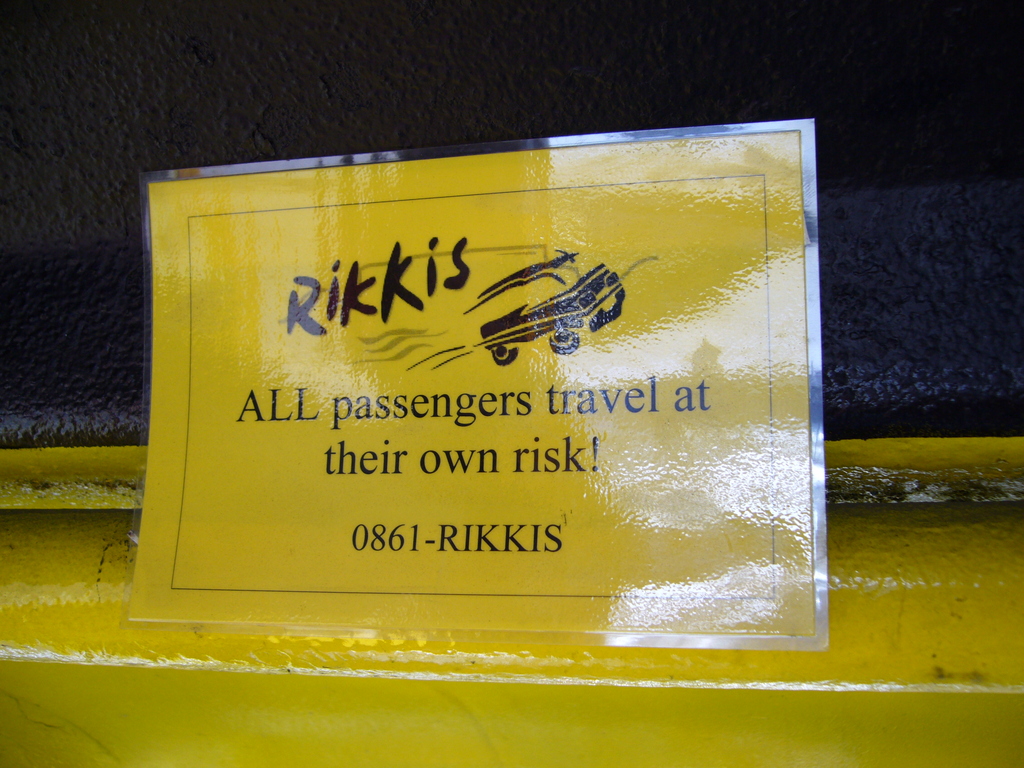 RiKKis
ALL passengers travel at
their own risk!
0861-RIKKIS